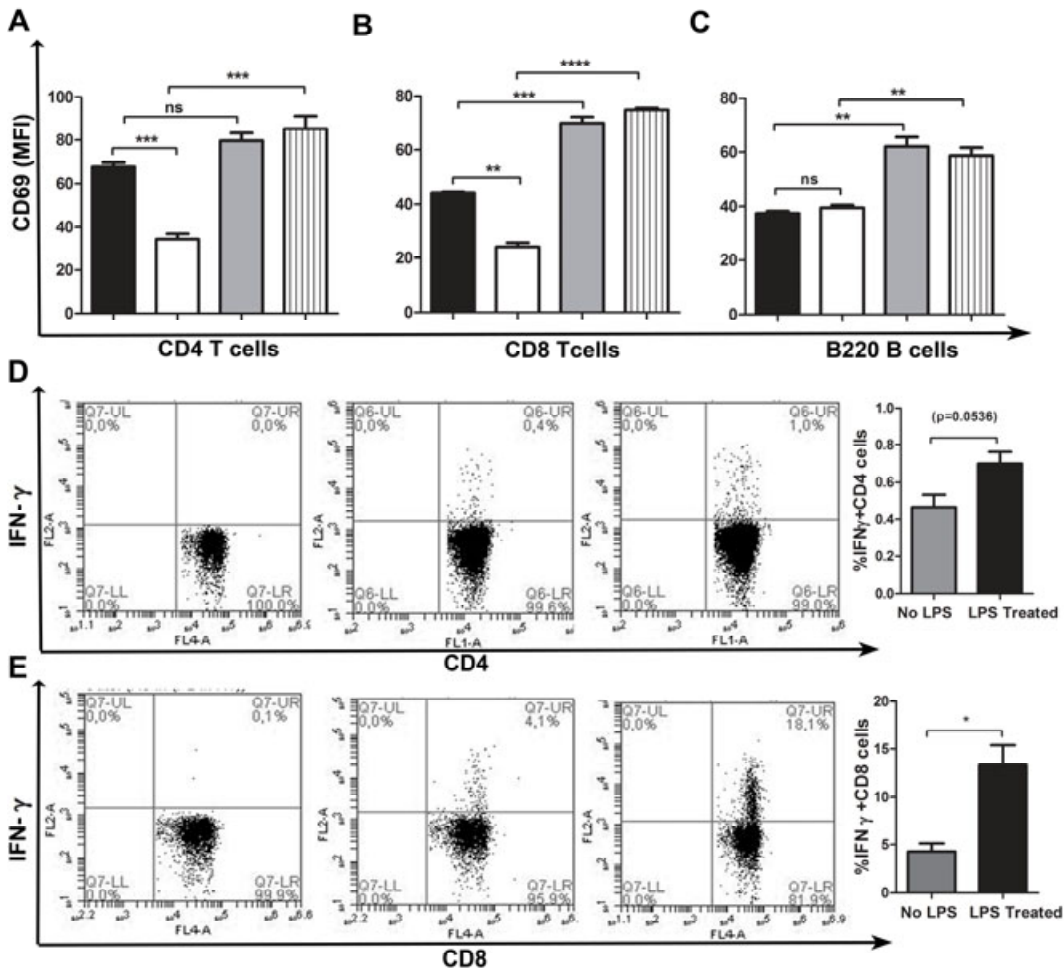 A
B
C
CD69 (MFI)
100
80
60
40
20
0
***
ns
***
CD4 T cells
80
60
40
20
0
****
***
**
CD8 Tcells
80
60
40
20
0
**
**
ns
B220 B cells
D
IFN- γ
Q7-UL
0,0%
Q7-UR
0,0%
Q7-LL
0.0%
Q7-LR
100.0%
FL2-A
FL4-A
Q6-UL
0,0%
Q6-UR
0,4%
Q6-LL
0.0%
Q6-LR
99.6%
FL2-A
FL1-A
Q6-UL
0,0%
Q6-UR
1,0%
Q6-LL
0.0%
Q6-LR
99.0%
FL2-A
FL1-A
CD4
%IFNγ+CD4 cells
1.0
0.8
0.6
0.4
0.2
0.0
(p=0.0536)
No LPS
LPS Treated
E
IFN- γ
Q7-UL
0,0%
Q7-UR
0,1%
Q7-LL
0.0%
Q7-LR
99.9%
FL2-A
FL4-A
Q7-UL
0,0%
Q7-UR
4,1%
Q7-LL
0.0%
Q7-LR
95.9%
FL2-A
FL4-A
Q7-UL
0,0%
Q7-UR
18.1%
Q7-LL
0.0%
Q7-LR
81.9%
FL2-A
FL4-A
CD8
%IFN γ +CD8 cells
20
15
10
5
0
*
No LPS
LPS Treated